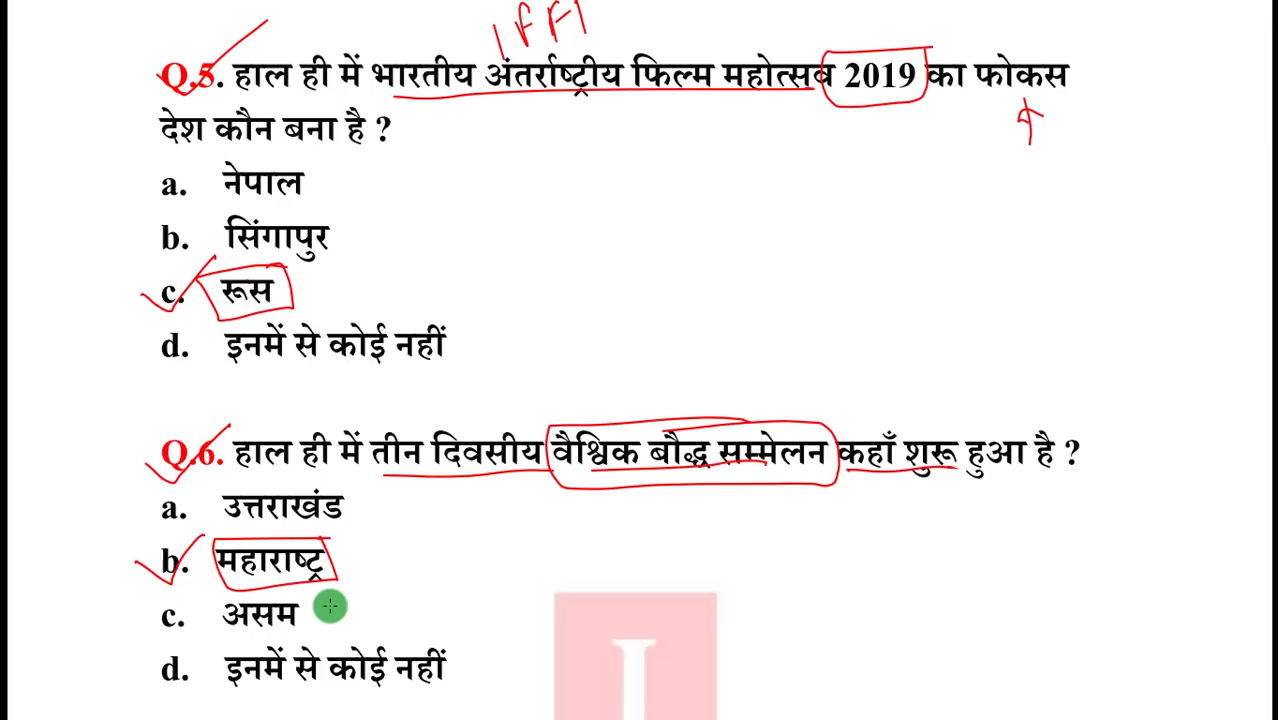 IFFI
Q.5. हाल ही में भारतीय अंतर्राष्ट्रीय फिल्म महोत्सव 2019 का फोकस
देश कौन बना है ?
a. नेपाल
b. सिंगापुर
c. रूस
d. इनमें से कोई नहीं
Q.6. हाल ही में तीन दिवसीय वैश्विक बौद्ध सम्मेलन कहाँ शुरू हुआ है ?
a. उत्तराखंड
b. महाराष्ट्र
c. असम
d. इनमें से कोई नहीं